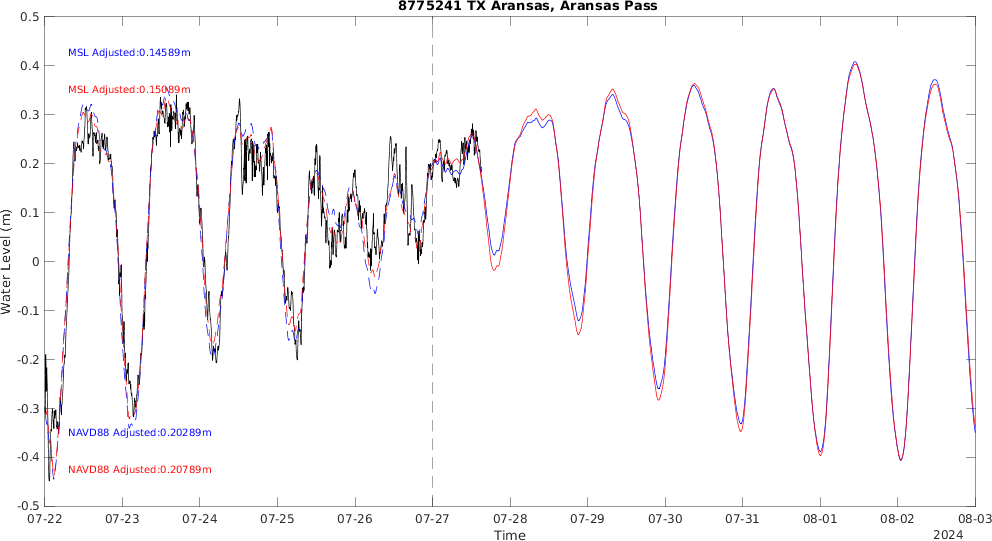 8775241 TX Aransas, Aransas Pass
0.5
MSL Adjusted:0.14589m
0.4
MSL Adjusted:0.15089m
0.3
0.2
0.1
0
-0.1
-0.2
-0.3
NAVD88 Adjusted:0.20289m
-0.4
NAVD88 Adjusted:0.20789m
-0.5
Water Level (m)
07-22 07-23 07-24 07-25 07-26 07-27 07-28 07-29 07-30 07-31 08-01 08-02 08-03
Time
2024